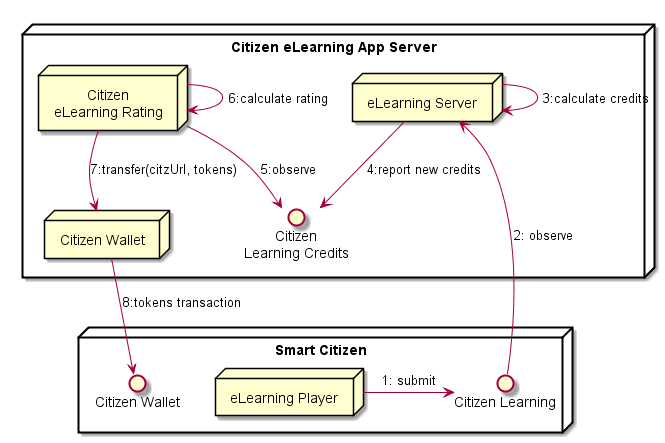 Citizen eLearning App Server
Citizen
eLearning Rating
6:calculate rating
eLearning Server
3:calculate credits
7:transfer(citzUrl, tokens)
5:observe
4:report new credits
Citizen Wallet
Citizen
Learning Credits
2: observe
8:tokens transaction
Smart Citizen
Citizen Wallet
eLearning Player
1: submit
Citizen Learning